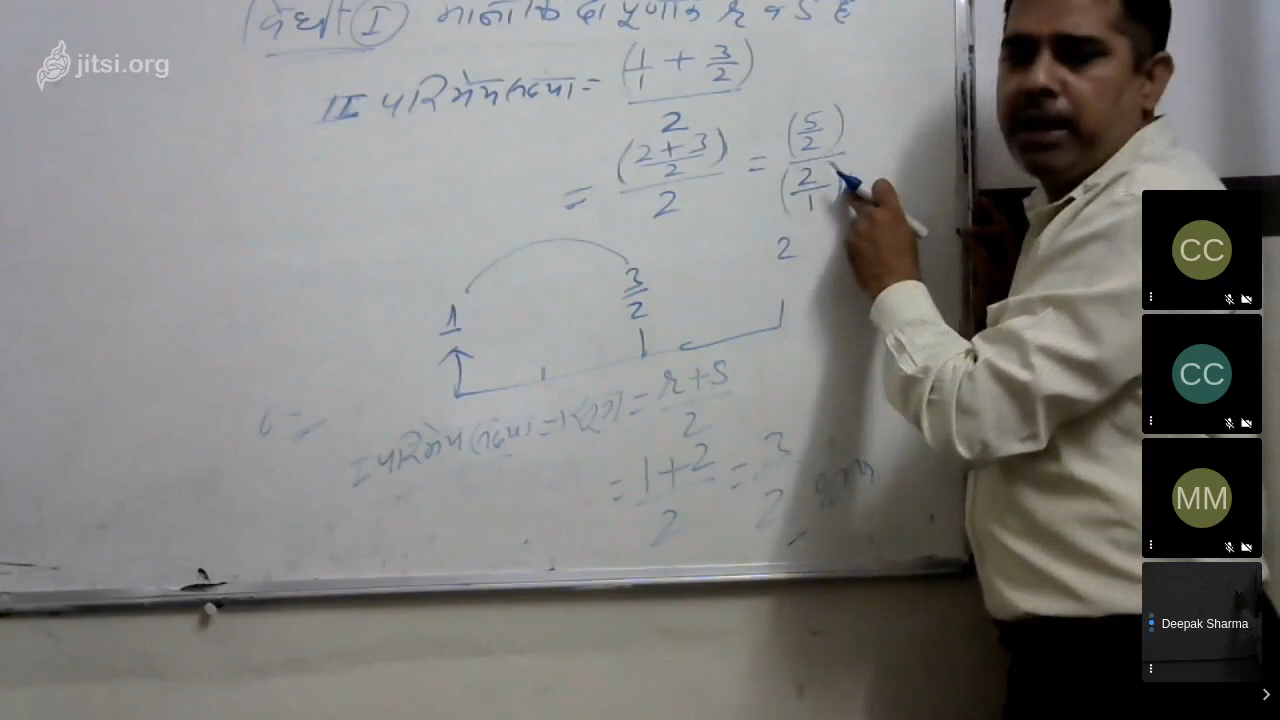 jitsi.org
विधि I मानाकि दो पूर्णांक r व s है
II परिमेय संख्या = (1/1 + 3/2) / 2
= ((2+3)/2) / 2 = (5/2) / (2/1)
1 3/2 2
I परिमेय संख्या = r+s / 2
= 1+2 / 2 = 3 / 2
CC
CC
MM
Deepak Sharma